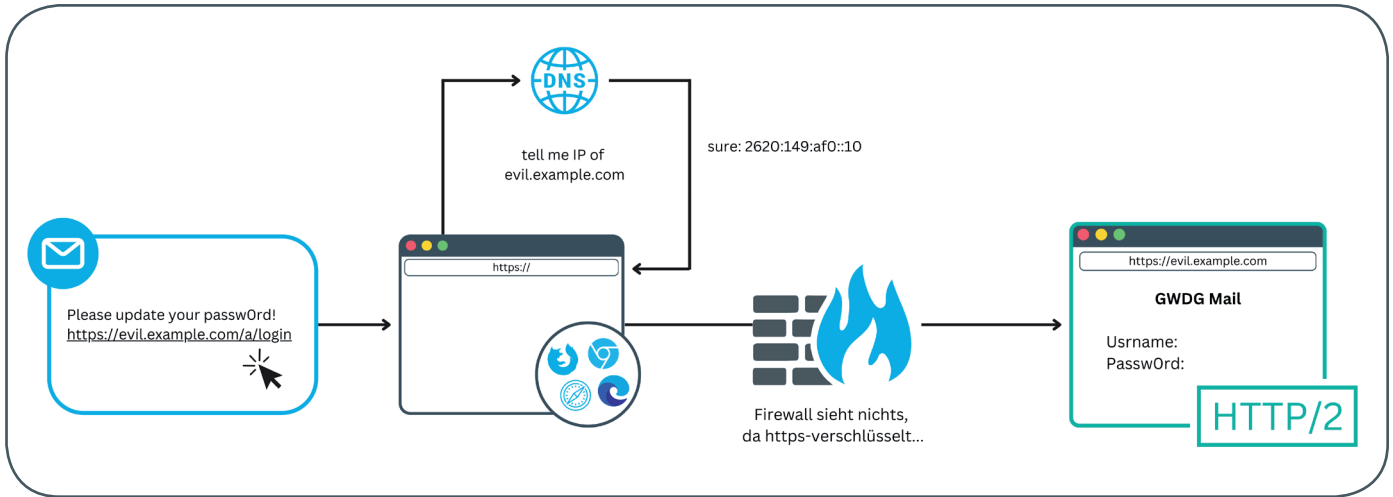 DNS
tell me IP of
evil.example.com
sure: 2620:149:af0::10
Please update your passw0rd!
https://evil.example.com/a/login
https://
Firewall sieht nichts,
da https-verschlüsselt...
https://evil.example.com
GWDG Mail
Usrname:
Passw0rd:
HTTP/2